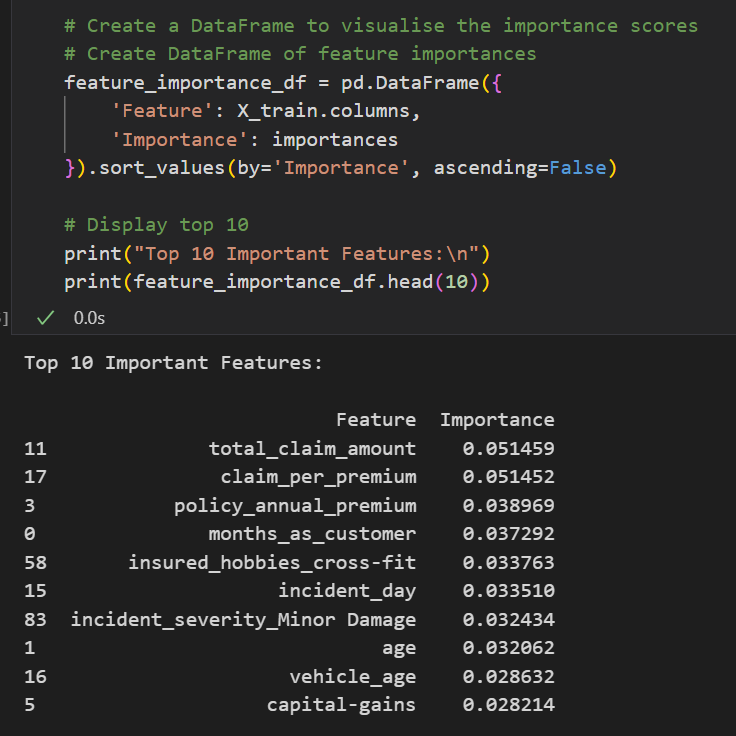 # Create a DataFrame to visualise the importance scores
# Create DataFrame of feature importances
feature_importance_df = pd.DataFrame({
    'Feature': X_train.columns,
    'Importance': importances
}).sort_values(by='Importance', ascending=False)

# Display top 10
print("Top 10 Important Features:\n")
print(feature_importance_df.head(10))
] ✓ 0.0s
Top 10 Important Features:

Feature Importance
11 total_claim_amount 0.051459
17 claim_per_premium 0.051452
3 policy_annual_premium 0.038969
0 months_as_customer 0.037292
58 insured_hobbies_cross-fit 0.033763
15 incident_day 0.033510
83 incident_severity_Minor Damage 0.032434
1 age 0.032062
16 vehicle_age 0.028632
5 capital-gains 0.028214